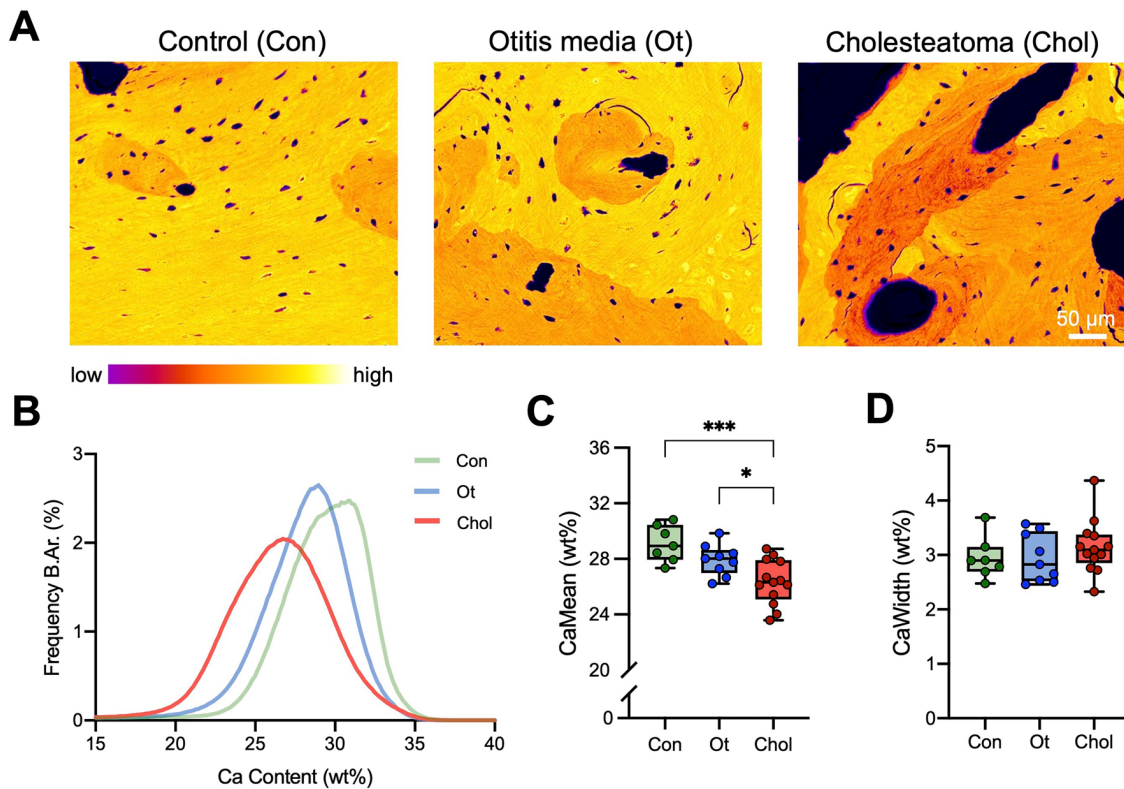 A
Control (Con)
Otitis media (Ot)
Cholesteatoma (Chol)
50 µm
low
high
B
Frequency B.Ar. (%)
3
2
1
0
15
20
25
30
35
40
Ca Content (wt%)
Con
Ot
Chol
C
CaMean (wt%)
36
32
28
24
20
0
***
*
Con
Ot
Chol
D
CaWidth (wt%)
5
4
3
2
1
0
Con
Ot
Chol